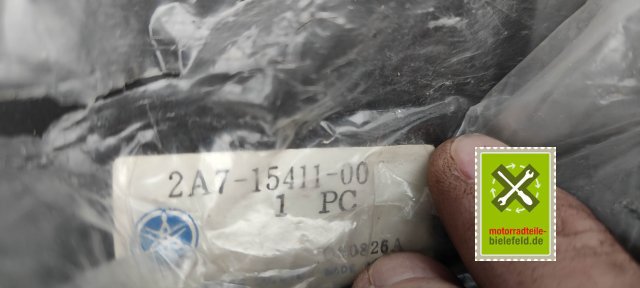 2A7-15411-00
1 PC
motorradteile-
bielefeld.de